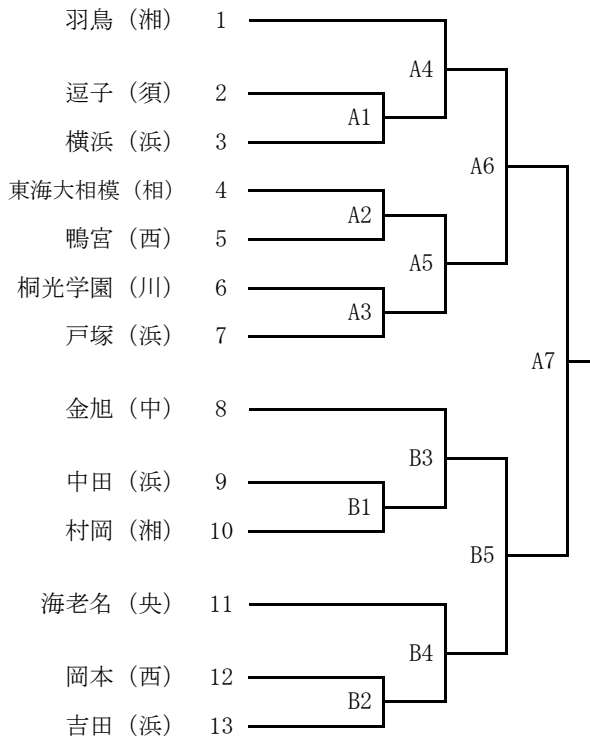 羽鳥（湘） 1
A4
逗子（須） 2
A1
横浜（浜） 3
A6
東海大相模（相） 4
A2
鴨宮（西） 5
A5
桐光学園（川） 6
A3
戸塚（浜） 7
A7
金旭（中） 8
B3
中田（浜） 9
B1
村岡（湘） 10
B5
海老名（央） 11
B4
岡本（西） 12
B2
吉田（浜） 13